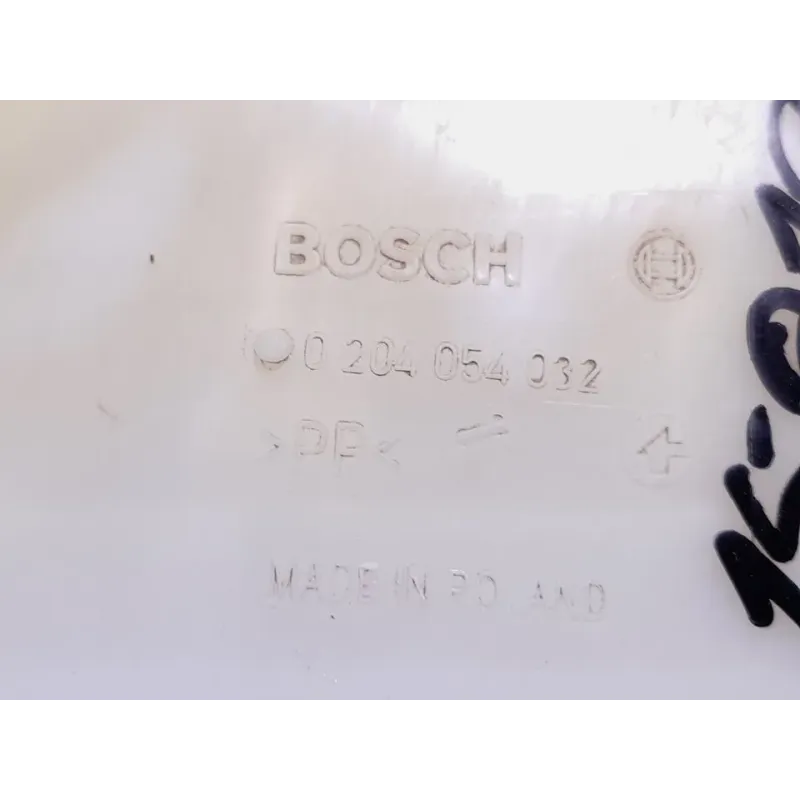 BOSCH
0 204 054 032
>PP<
MADE IN POLAND